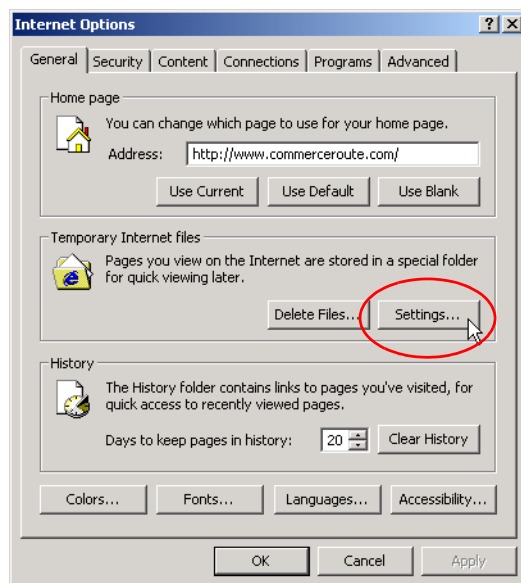 Internet Options
General Security Content Connections Programs Advanced
Home page
You can change which page to use for your home page.
Address: http://www.commerceroute.com/
Use Current Use Default Use Blank
Temporary Internet files
Pages you view on the Internet are stored in a special folder
for quick viewing later.
Delete Files... Settings...
History
The History folder contains links to pages you've visited, for
quick access to recently viewed pages.
Days to keep pages in history: 20 Clear History
Colors... Fonts... Languages... Accessibility...
OK Cancel Apply